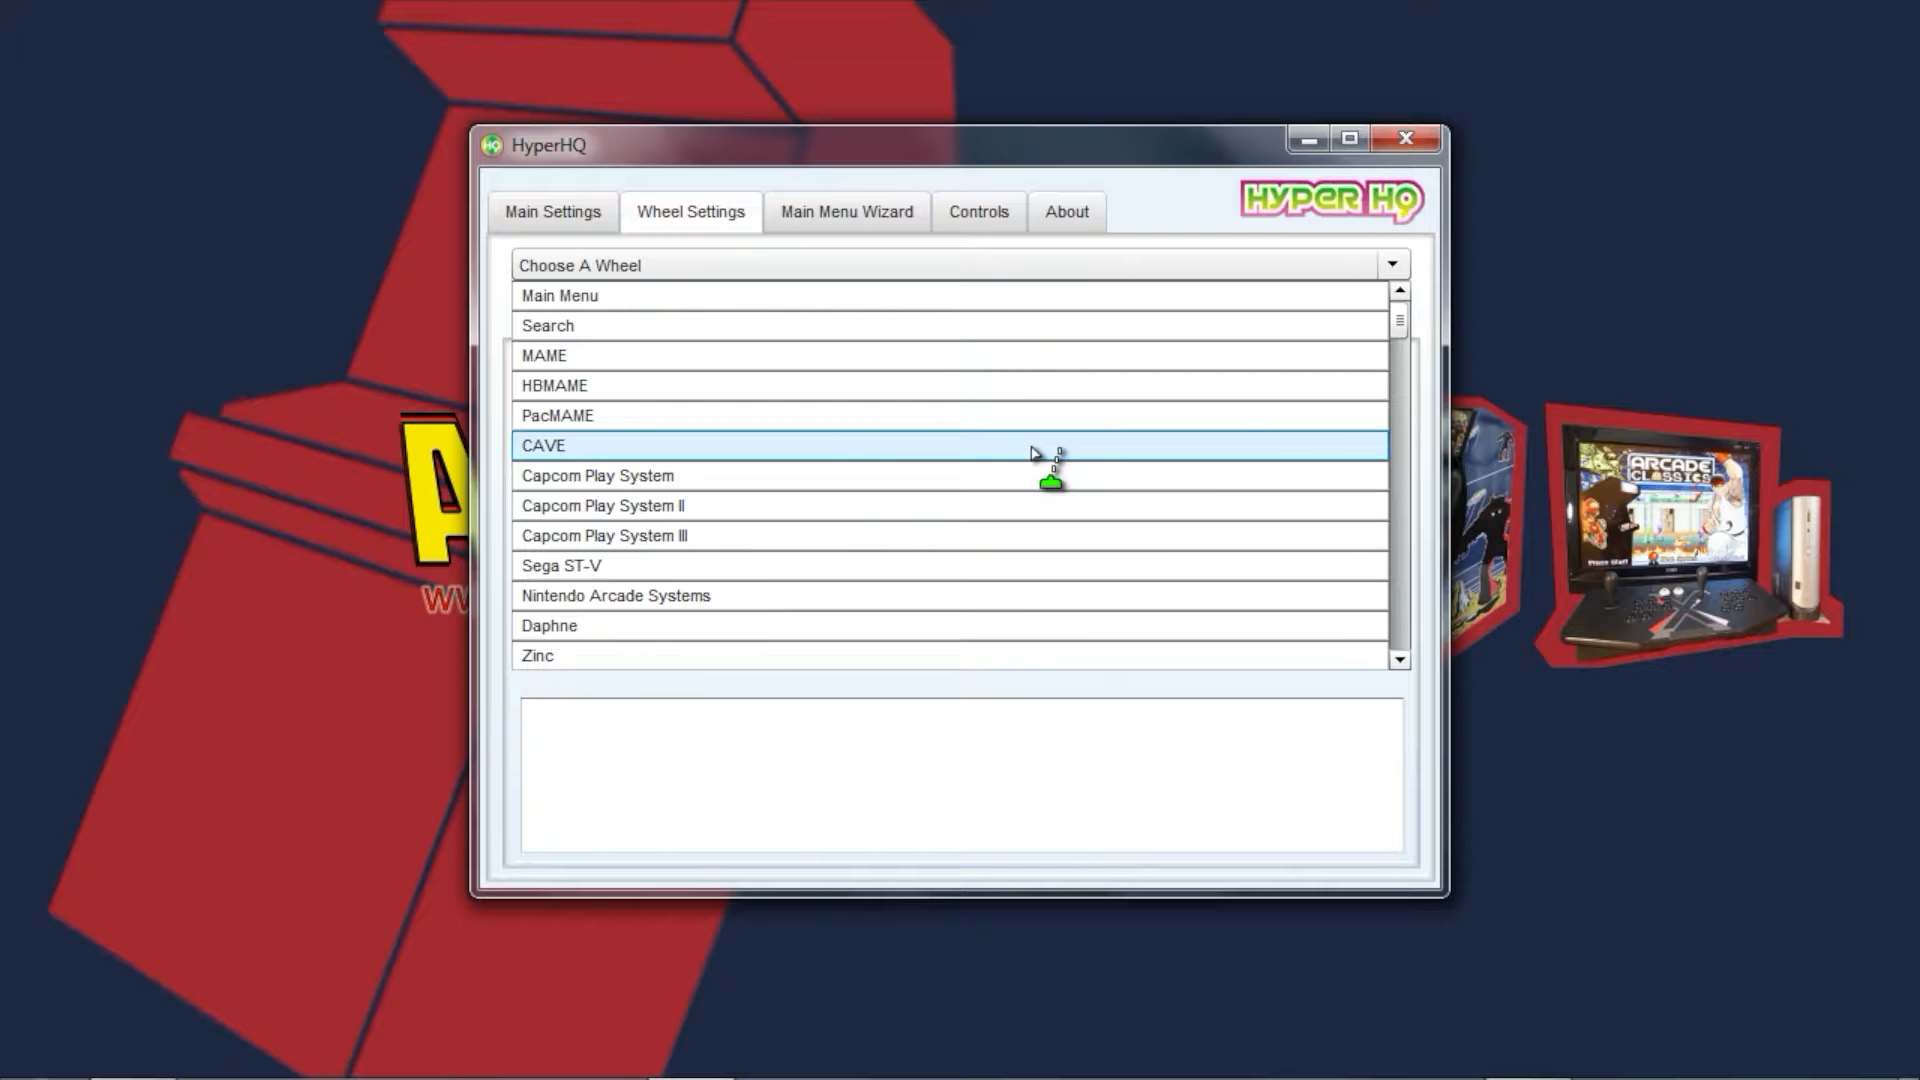 HyperHQ
Main Settings
Wheel Settings
Main Menu Wizard
Controls
About
HYPER HQ
Choose A Wheel
Main Menu
Search
MAME
HBMAME
PacMAME
CAVE
Capcom Play System
Capcom Play System II
Capcom Play System III
Sega ST-V
Nintendo Arcade Systems
Daphne
Zinc
A
ARCADE
CLASSICS
Press Start